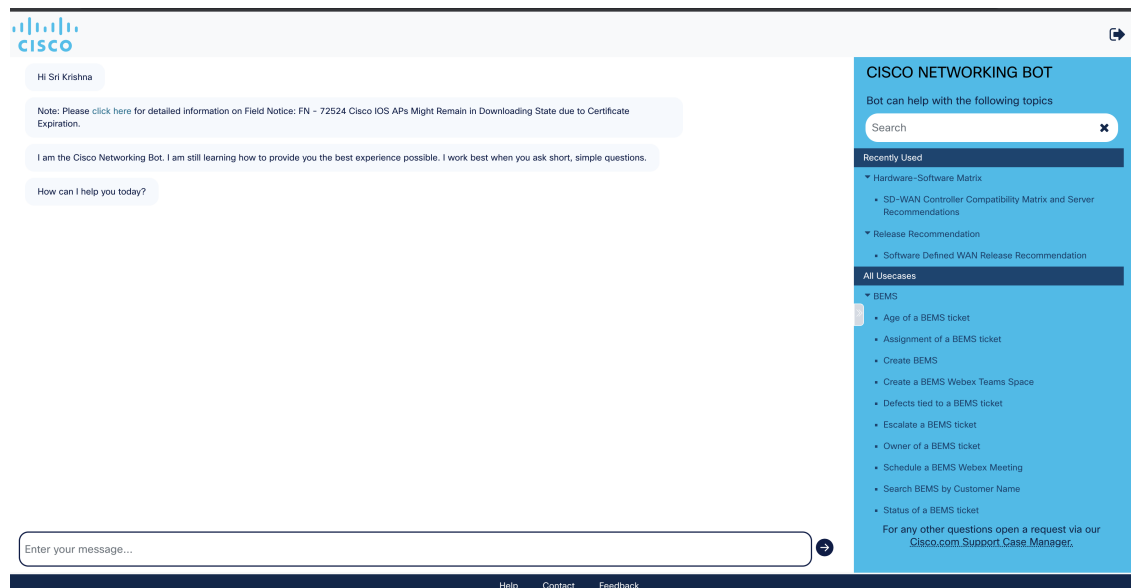 CISCO
Hi Sri Krishna
Note: Please click here for detailed information on Field Notice: FN - 72524 Cisco IOS APs Might Remain in Downloading State due to Certificate
Expiration.
I am the Cisco Networking Bot. I am still learning how to provide you the best experience possible. I work best when you ask short, simple questions.
How can I help you today?
Enter your message...
CISCO NETWORKING BOT
Bot can help with the following topics
Search
Recently Used
Hardware-Software Matrix
SD-WAN Controller Compatibility Matrix and Server
Recommendations
Release Recommendation
Software Defined WAN Release Recommendation
All Usecases
BEMS
Age of a BEMS ticket
Assignment of a BEMS ticket
Create BEMS
Create a BEMS Webex Teams Space
Defects tied to a BEMS ticket
Escalate a BEMS ticket
Owner of a BEMS ticket
Schedule a BEMS Webex Meeting
Search BEMS by Customer Name
Status of a BEMS ticket
For any other questions open a request via our
Cisco.com Support Case Manager.
Help Contact Feedback